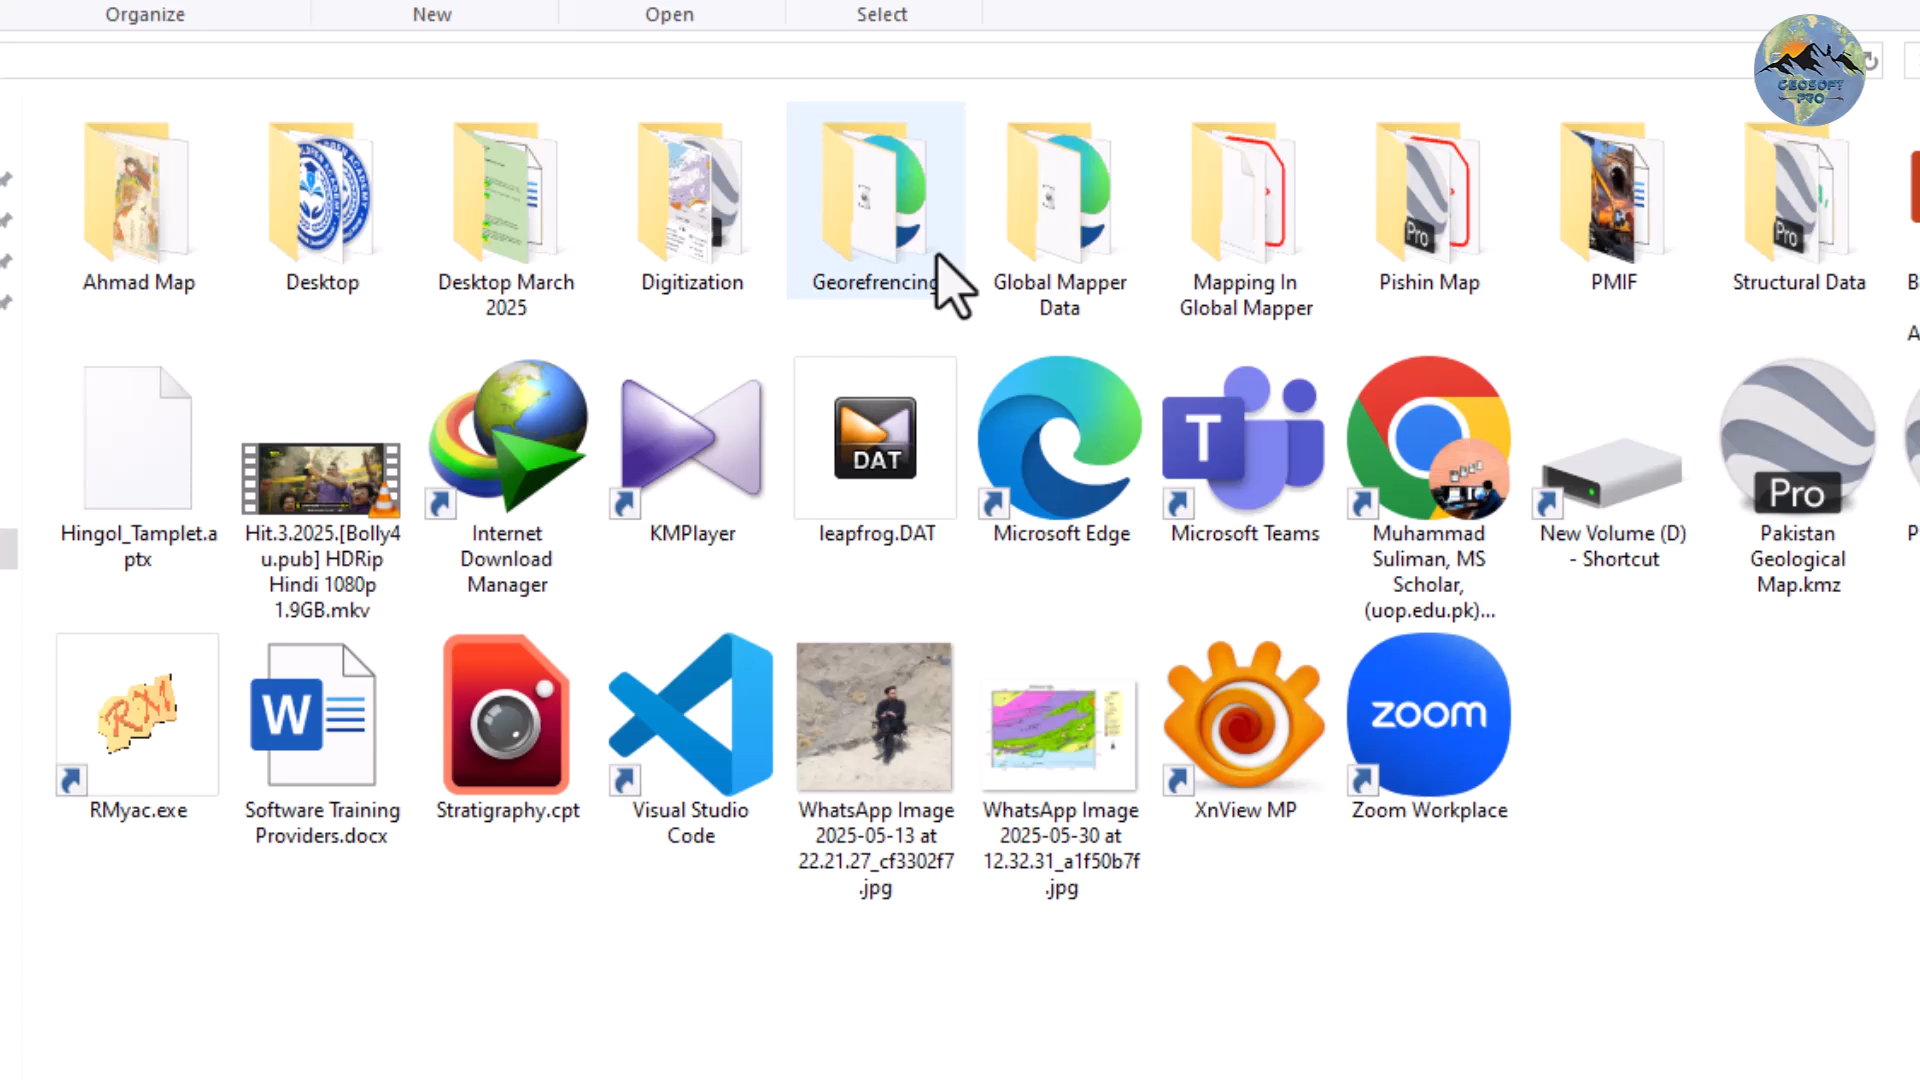 Organize New Open Select
GEOSOFT
PRO
Pro
Pro
Ahmad Map
Desktop
Desktop March
2025
Digitization
Georefrencing
Global Mapper
Data
Mapping In
Global Mapper
Pishin Map
PMIF
Structural Data
DAT
T
Pro
Hingol_Tamplet.a
ptx
Hit.3.2025.[Bolly4
u.pub] HDRip
Hindi 1080p
1.9GB.mkv
Internet
Download
Manager
KMPlayer
leapfrog.DAT
Microsoft Edge
Microsoft Teams
Muhammad
Suliman, MS
Scholar,
(uop.edu.pk)...
New Volume (D)
- Shortcut
Pakistan
Geological
Map.kmz
RM
W
zoom
RMyac.exe
Software Training
Providers.docx
Stratigraphy.cpt
Visual Studio
Code
WhatsApp Image
2025-05-13 at
22.21.27_cf3302f7
.jpg
WhatsApp Image
2025-05-30 at
12.32.31_a1f50b7f
.jpg
XnView MP
Zoom Workplace